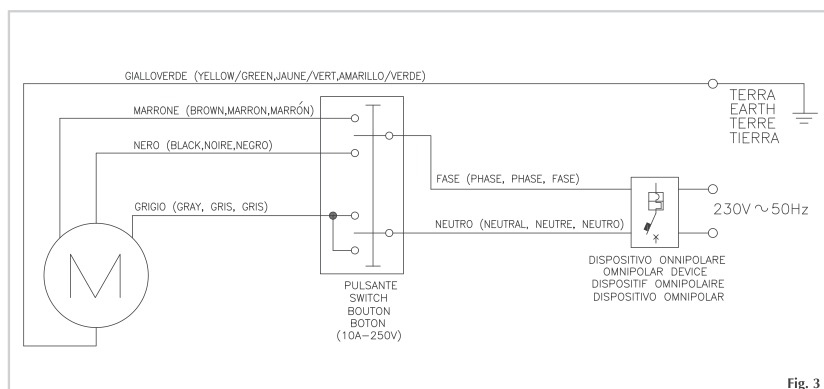 GIALLOVERDE (YELLOW/GREEN,JAUNE/VERT,AMARILLO/VERDE)
TERRA
EARTH
TERRE
TIERRA
MARRONE (BROWN,MARRON,MARRÓN)
NERO (BLACK,NOIRE,NEGRO)
FASE (PHASE, PHASE, FASE)
GRIGIO (GRAY, GRIS, GRIS)
230V ~ 50Hz
NEUTRO (NEUTRAL, NEUTRE, NEUTRO)
M
DISPOSITIVO ONNIPOLARE
OMNIPOLAR DEVICE
DISPOSITIF OMNIPOLAIRE
DISPOSITIVO OMNIPOLAR
PULSANTE
SWITCH
BOUTON
BOTON
(10A-250V)
Fig. 3